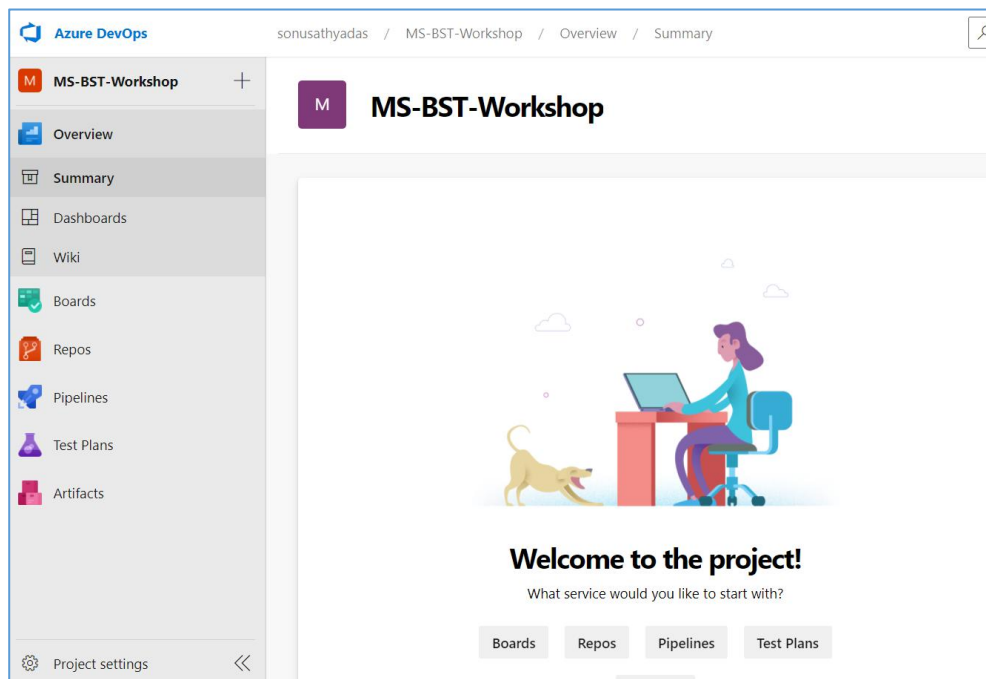 Azure DevOps
sonusathyadas / MS-BST-Workshop / Overview / Summary
M MS-BST-Workshop
M MS-BST-Workshop
Overview
Summary
Dashboards
Wiki
Boards
Repos
Pipelines
Test Plans
Artifacts
Welcome to the project!
What service would you like to start with?
Boards Repos Pipelines Test Plans
Project settings